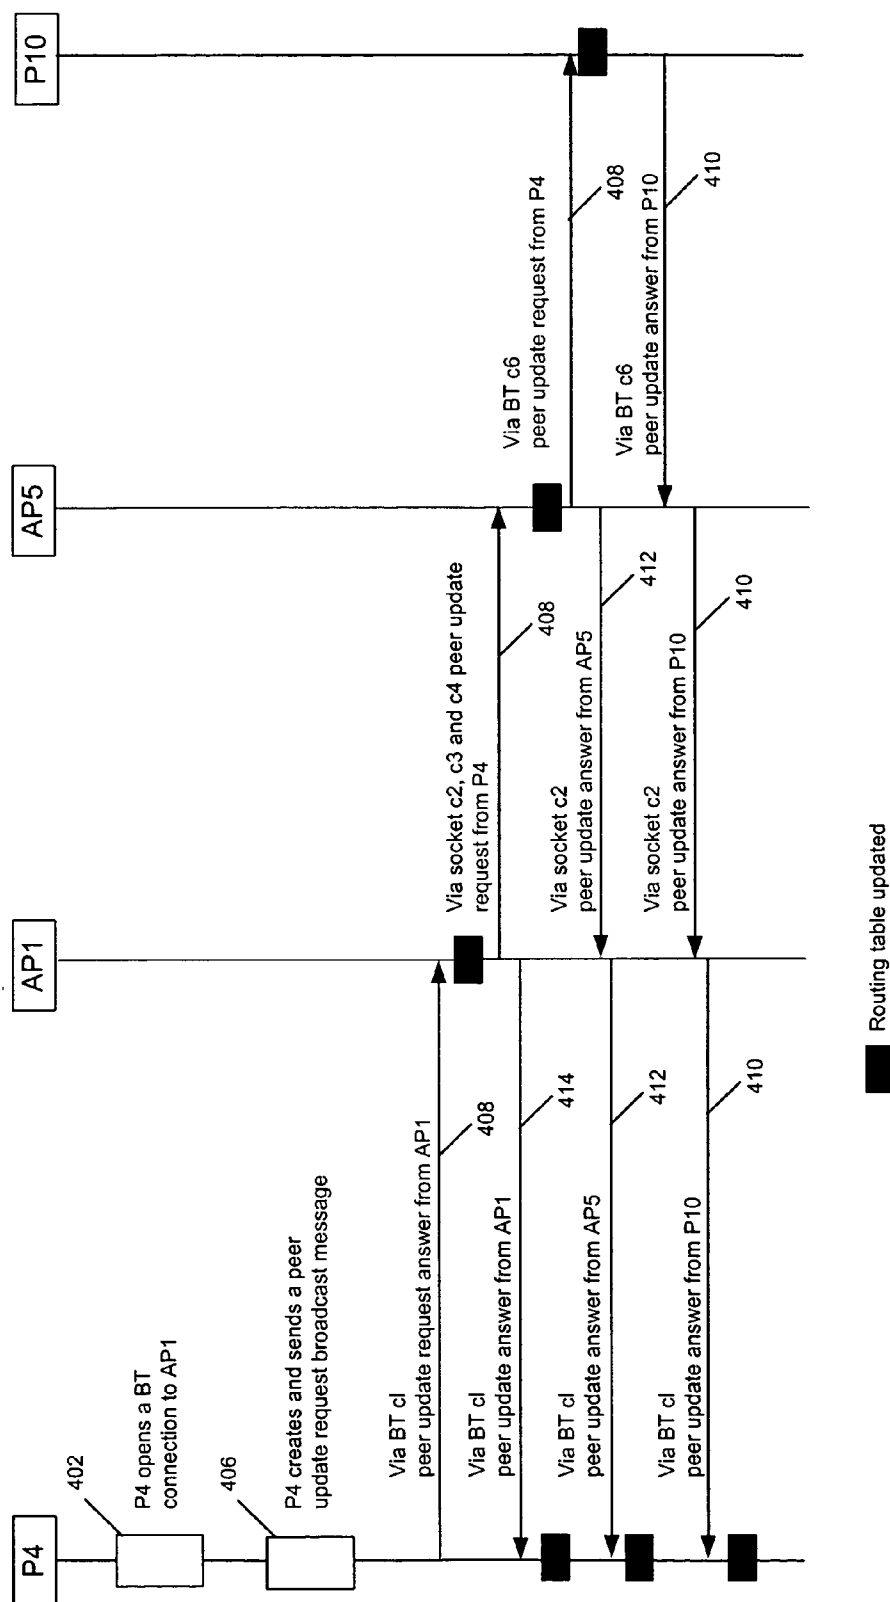 P4
AP1
AP5
P10
402
P4 opens a BT
connection to AP1
406
P4 creates and sends a peer
update request broadcast message
Via BT cl
peer update request answer from AP1
408
Via socket c2, c3 and c4 peer update
request from P4
408
Via BT c6
peer update request from P4
408
Via BT cl
peer update answer from AP1
414
Via socket c2
peer update answer from AP5
412
Via BT c6
peer update answer from P10
410
Via BT cl
peer update answer from AP5
412
Via socket c2
peer update answer from P10
410
Via BT cl
peer update answer from P10
410
Routing table updated